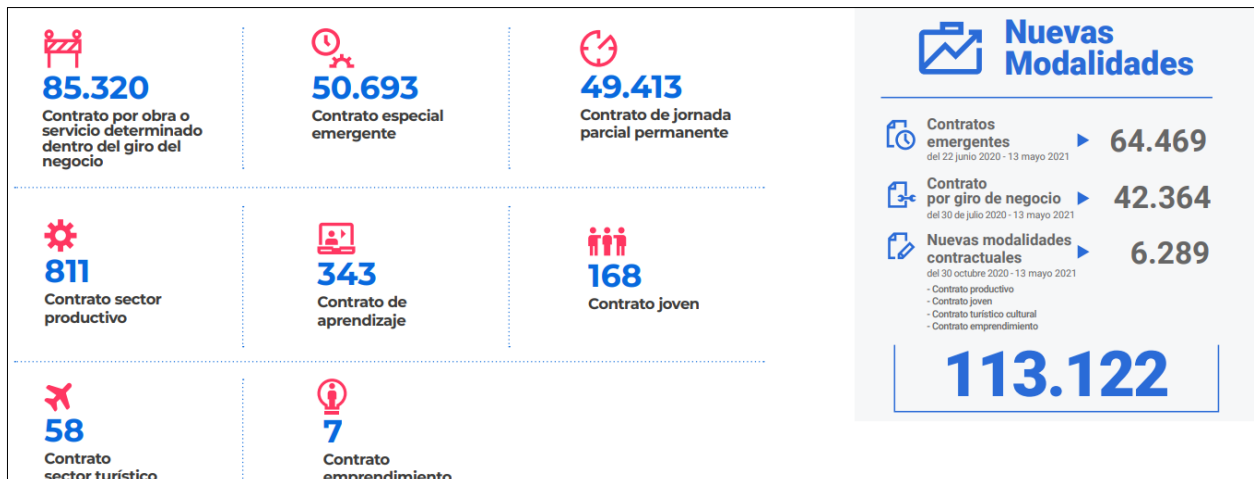 85.320
Contrato por obra o
servicio determinado
dentro del giro del
negocio
50.693
Contrato especial
emergente
49.413
Contrato de jornada
parcial permanente
811
Contrato sector
productivo
343
Contrato de
aprendizaje
168
Contrato joven
58
Contrato
sector turístico
7
Contrato
emprendimiento
Nuevas
Modalidades
Contratos
emergentes
del 22 junio 2020 - 13 mayo 2021
64.469
Contrato
por giro de negocio
del 30 de julio 2020 - 13 mayo 2021
42.364
Nuevas modalidades
contractuales
del 30 octubre 2020 - 13 mayo 2021
6.289
- Contrato productivo
- Contrato joven
- Contrato turístico cultural
- Contrato emprendimiento
113.122